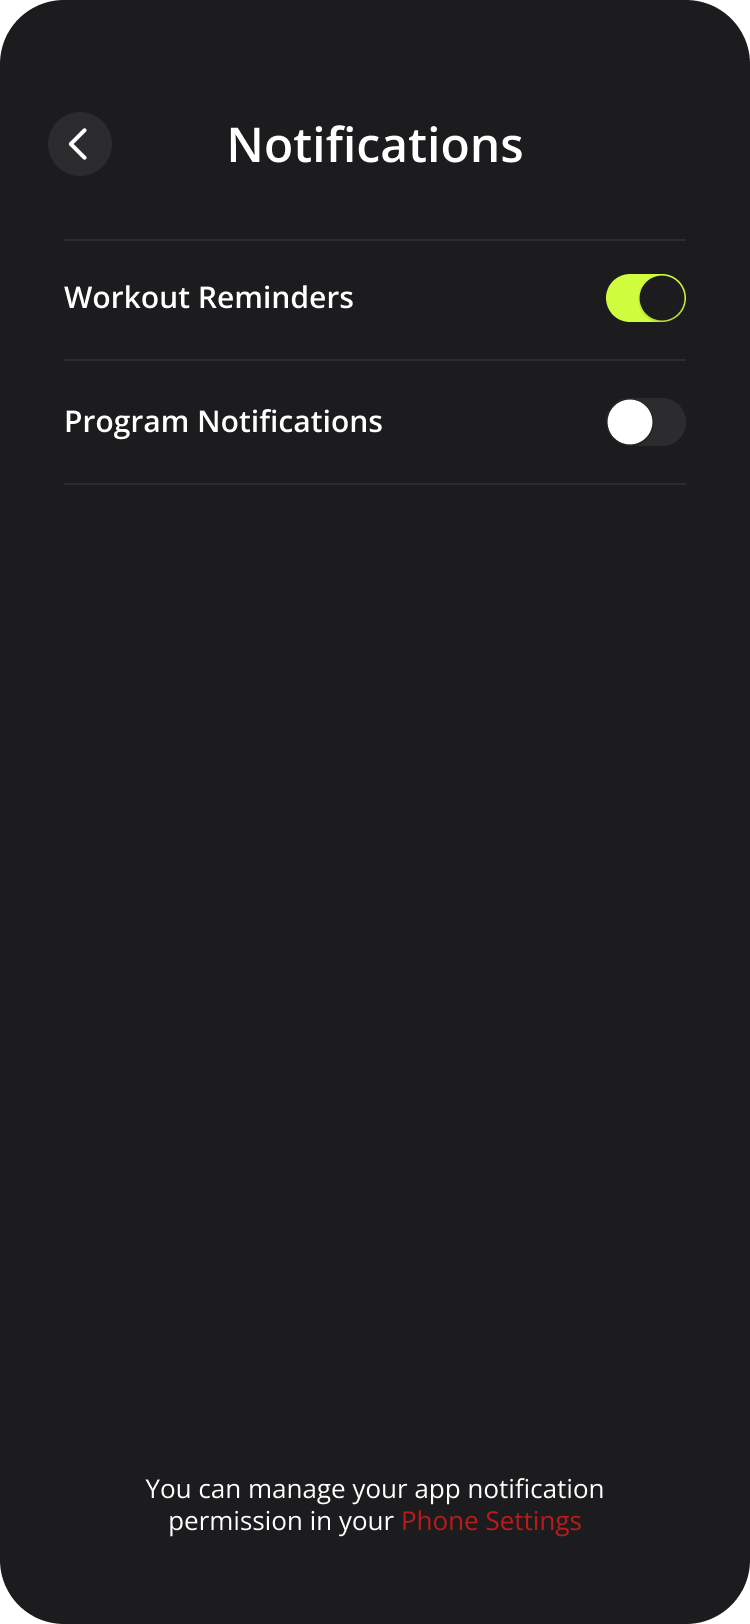 Notifications
Workout Reminders
Program Notifications
You can manage your app notification
permission in your Phone Settings